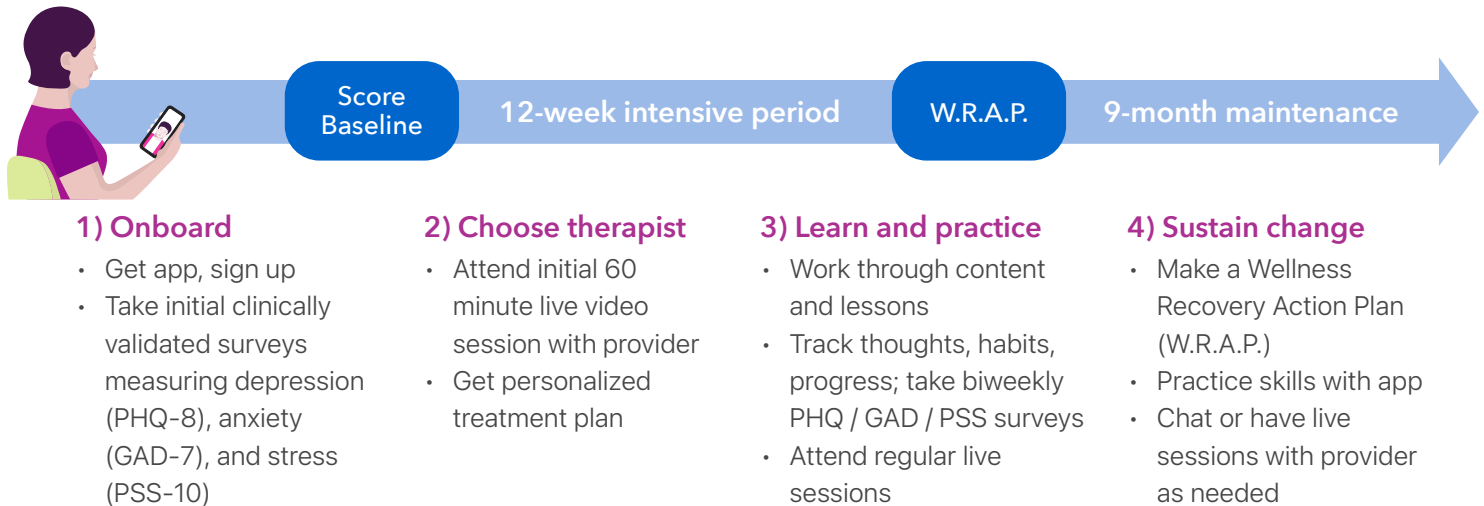 Score
Baseline
12-week intensive period
W.R.A.P.
9-month maintenance
1) Onboard
• Get app, sign up
• Take initial clinically
validated surveys
measuring depression
(PHQ-8), anxiety
(GAD-7), and stress
(PSS-10)
2) Choose therapist
• Attend initial 60
minute live video
session with provider
• Get personalized
treatment plan
3) Learn and practice
• Work through content
and lessons
• Track thoughts, habits,
progress; take biweekly
PHQ / GAD / PSS surveys
• Attend regular live
sessions
4) Sustain change
• Make a Wellness
Recovery Action Plan
(W.R.A.P.)
• Practice skills with app
• Chat or have live
sessions with provider
as needed